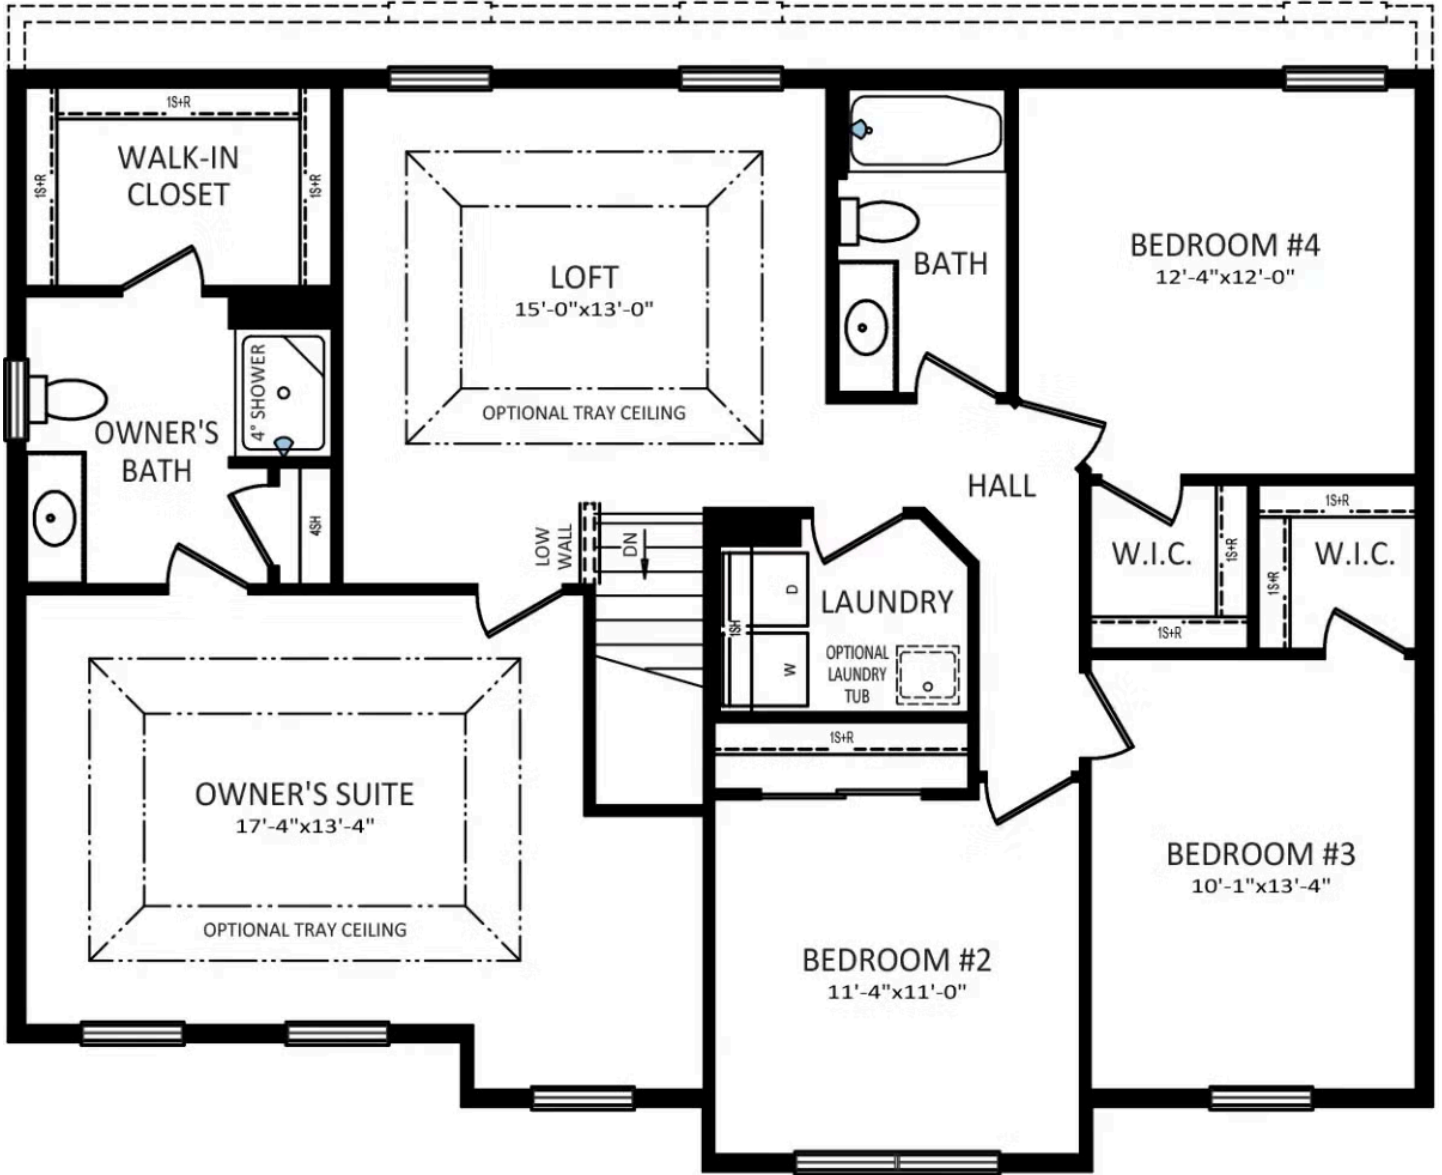 1S+R
1S+R
1S+R
WALK-IN
CLOSET
LOFT
15'-0"x13'-0"
OPTIONAL TRAY CEILING
BATH
BEDROOM #4
12'-4"x12'-0"
4° SHOWER
OWNER'S
BATH
4SH
LOW
WALL
DN
HALL
1S+R
W.I.C.
1S+R
1S+R
W.I.C.
1S+R
D
LAUNDRY
1SH
W
OPTIONAL
LAUNDRY
TUB
1S+R
OWNER'S SUITE
17'-4"x13'-4"
OPTIONAL TRAY CEILING
BEDROOM #3
10'-1"x13'-4"
BEDROOM #2
11'-4"x11'-0"